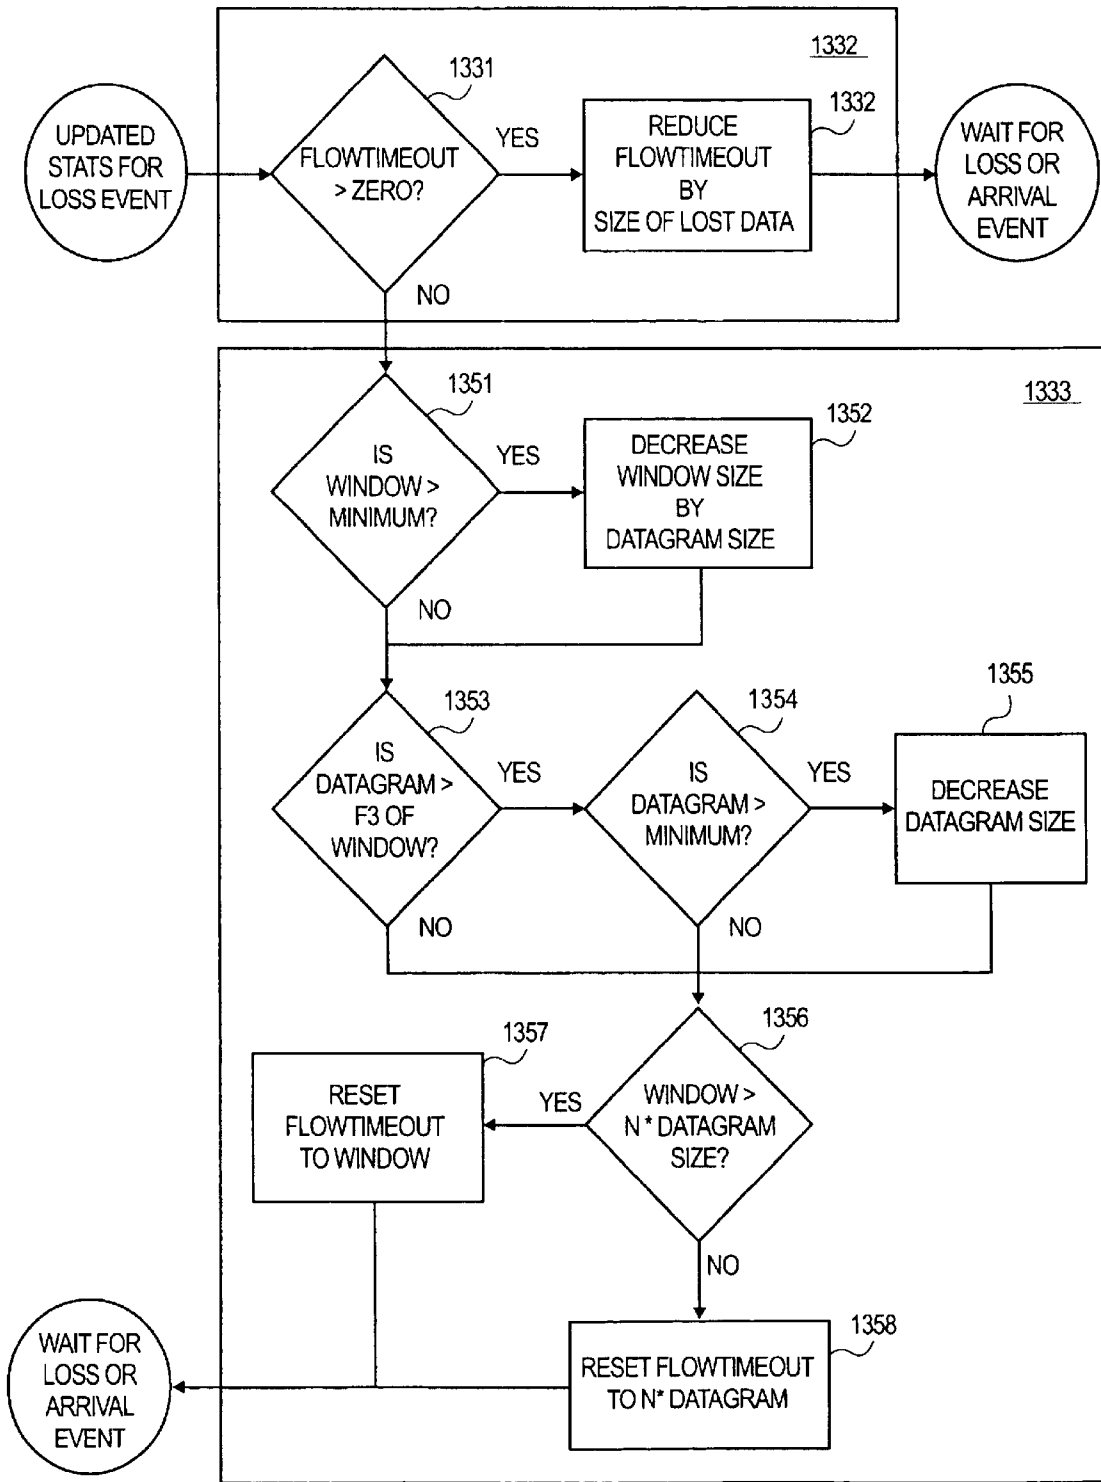 1332
1331
1332
UPDATED
STATS FOR
LOSS EVENT
FLOWTIMEOUT
> ZERO?
YES
REDUCE
FLOWTIMEOUT
BY
SIZE OF LOST DATA
WAIT FOR
LOSS OR
ARRIVAL
EVENT
NO
1333
1351
1352
IS
WINDOW >
MINIMUM?
YES
DECREASE
WINDOW SIZE
BY
DATAGRAM SIZE
NO
1353
1354
1355
IS
DATAGRAM >
F3 OF
WINDOW?
YES
IS
DATAGRAM >
MINIMUM?
YES
DECREASE
DATAGRAM SIZE
NO
NO
1356
1357
WINDOW >
N * DATAGRAM
SIZE?
YES
RESET
FLOWTIMEOUT
TO WINDOW
NO
1358
RESET FLOWTIMEOUT
TO N* DATAGRAM
WAIT FOR
LOSS OR
ARRIVAL
EVENT